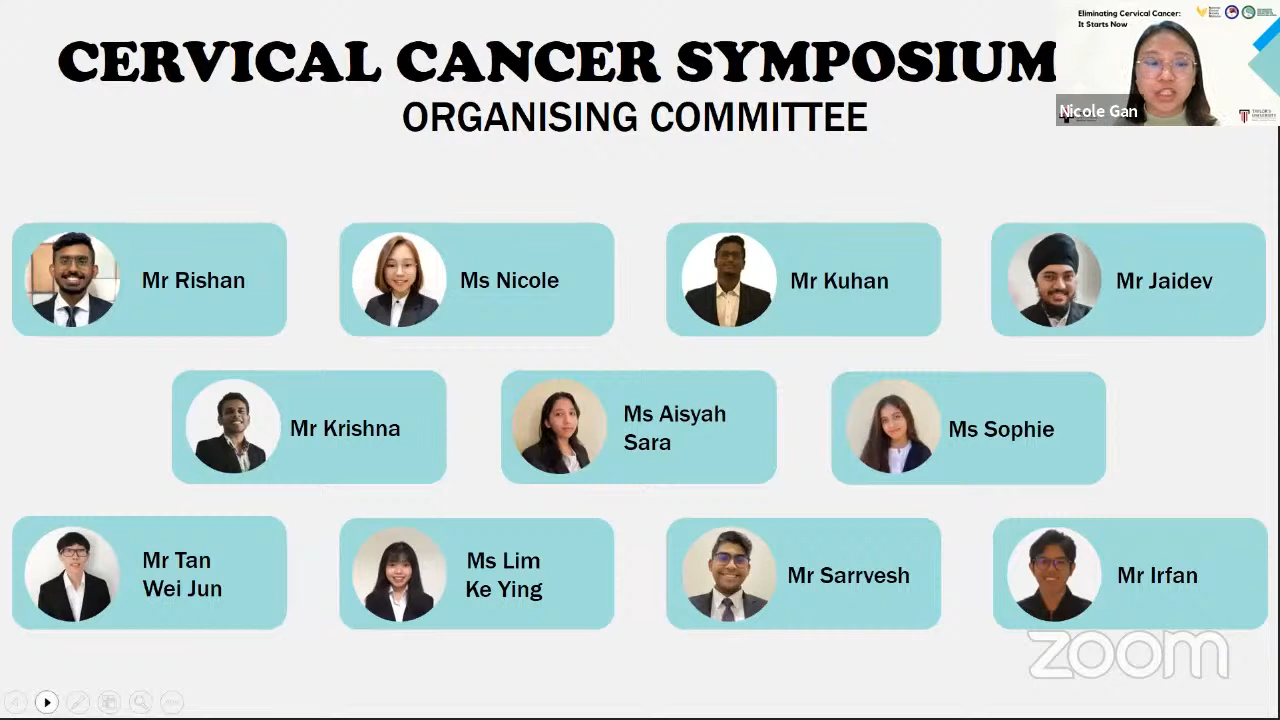 Eliminating Cervical Cancer:
It Starts Now
CERVICAL CANCER SYMPOSIUM
ORGANISING COMMITTEE
Nicole Gan
TAYLOR'S
UNIVERSITY
Mr Rishan
Ms Nicole
Mr Kuhan
Mr Jaidev
Mr Krishna
Ms Aisyah
Sara
Ms Sophie
Mr Tan
Wei Jun
Ms Lim
Ke Ying
Mr Sarrvesh
Mr Irfan
zoom